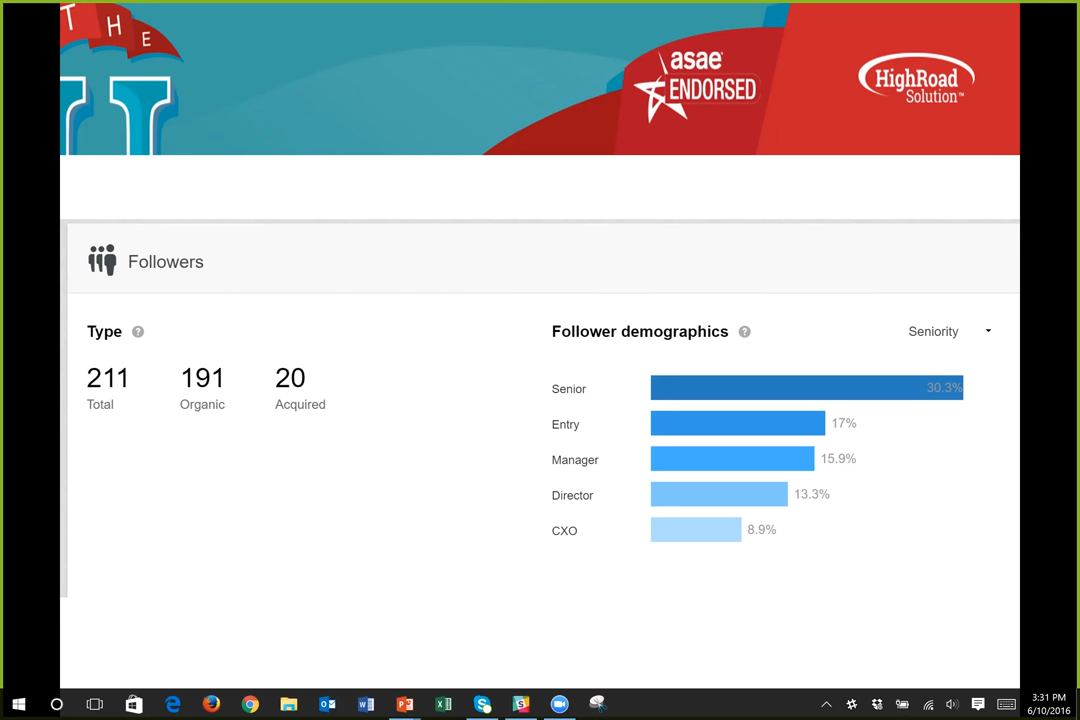 THE
U
asae
ENDORSED
HighRoad
Solution™
Followers
Type ?
211 191 20
Total Organic Acquired
Follower demographics ? Seniority
Senior 30.3%
Entry 17%
Manager 15.9%
Director 13.3%
CXO 8.9%
3:31 PM
6/10/2016